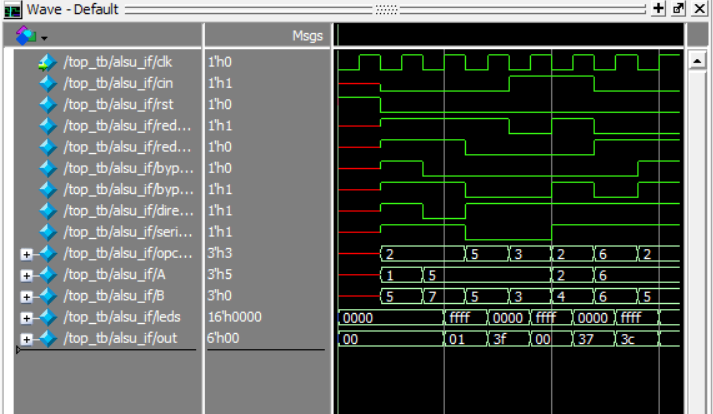 Wave - Default
Msgs
/top_tb/alsu_if/clk 1'h0
/top_tb/alsu_if/cin 1'h1
/top_tb/alsu_if/rst 1'h0
/top_tb/alsu_if/red... 1'h1
/top_tb/alsu_if/red... 1'h0
/top_tb/alsu_if/byp... 1'h0
/top_tb/alsu_if/byp... 1'h1
/top_tb/alsu_if/dire... 1'h1
/top_tb/alsu_if/seri... 1'h1
/top_tb/alsu_if/opc... 3'h3 2 5 3 2 6 2
/top_tb/alsu_if/A 3'h5 1 5 2 6
/top_tb/alsu_if/B 3'h0 5 7 5 3 4 6 5
/top_tb/alsu_if/leds 16'h0000 0000 ffff 0000 ffff 0000 ffff
/top_tb/alsu_if/out 6'h00 00 01 3f 00 37 3c